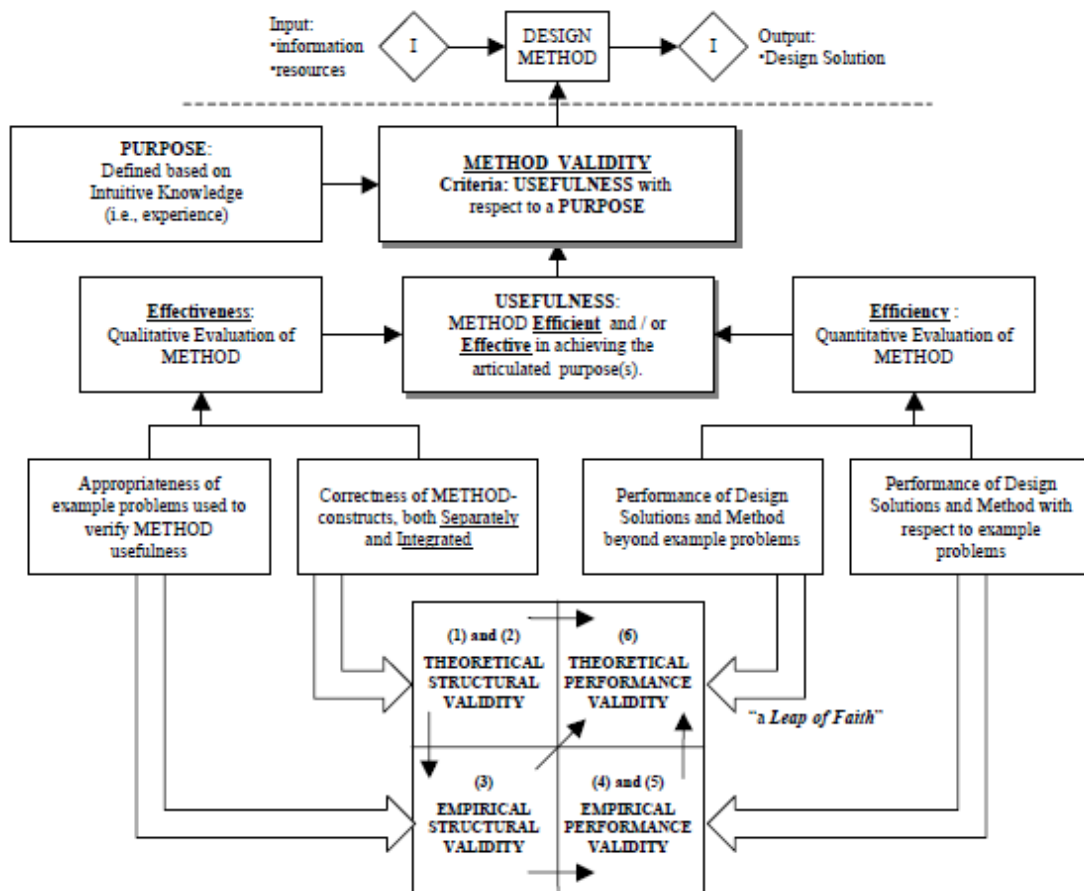 Input:
•information
•resources
I
DESIGN
METHOD
I
Output:
•Design Solution
PURPOSE:
Defined based on
Intuitive Knowledge
(i.e., experience)
METHOD VALIDITY
Criteria: USEFULNESS with
respect to a PURPOSE
Effectiveness:
Qualitative Evaluation of
METHOD
USEFULNESS:
METHOD Efficient and / or
Effective in achieving the
articulated purpose(s).
Efficiency :
Quantitative Evaluation of
METHOD
Appropriateness of
example problems used to
verify METHOD
usefulness
Correctness of METHOD-
constructs, both Separately
and Integrated
Performance of Design
Solutions and Method
beyond example problems
Performance of Design
Solutions and Method with
respect to example
problems
(1) and (2)
THEORETICAL
STRUCTURAL
VALIDITY
(6)
THEORETICAL
PERFORMANCE
VALIDITY
"a Leap of Faith"
(3)
EMPIRICAL
STRUCTURAL
VALIDITY
(4) and (5)
EMPIRICAL
PERFORMANCE
VALIDITY